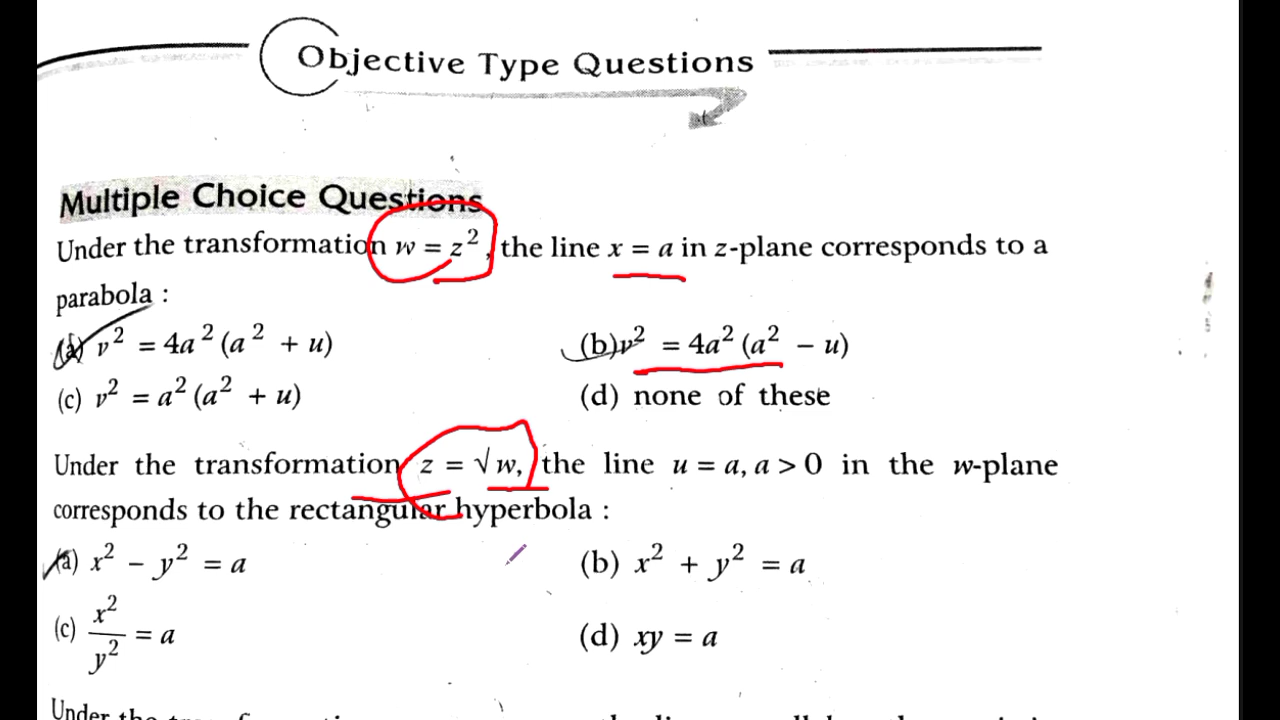 Objective Type Questions
Multiple Choice Questions
Under the transformation w = z², the line x = a in z-plane corresponds to a
parabola :
(a) v² = 4a² (a² + u) (b) v² = 4a² (a² − u)
(c) v² = a² (a² + u) (d) none of these
Under the transformation z = √w, the line u = a, a > 0 in the w-plane
corresponds to the rectangular hyperbola :
(a) x² − y² = a (b) x² + y² = a
(c) x²/y² = a (d) xy = a
Under the